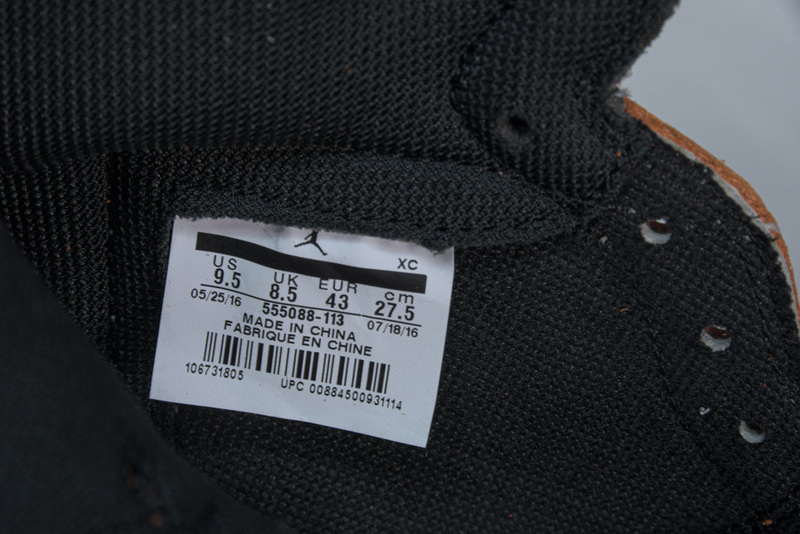 XC
US UK EUR cm
9.5 8.5 43 27.5
05/25/16 555088-113 07/18/16
MADE IN CHINA
FABRIQUE EN CHINE
106731805 UPC 00884500931114